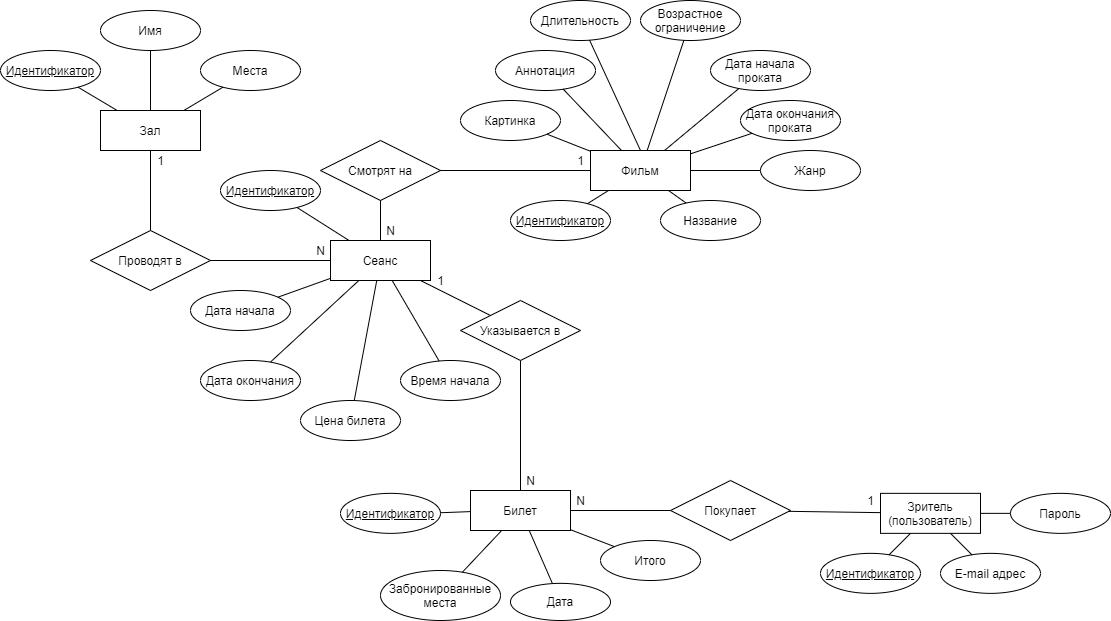 Имя
Идентификатор
Места
Зал
1
Проводят в
Длительность
Возрастное
ограничение
Аннотация
Дата начала
проката
Картинка
Дата окончания
проката
Смотрят на
1
Фильм
Жанр
Идентификатор
Название
Идентификатор
N
N
Сеанс
1
Дата начала
Указывается в
Дата окончания
Время начала
Цена билета
N
Идентификатор
Билет
N
Покупает
1
Зритель
(пользователь)
Пароль
Итого
Забронированные
места
Дата
Идентификатор
E-mail адрес